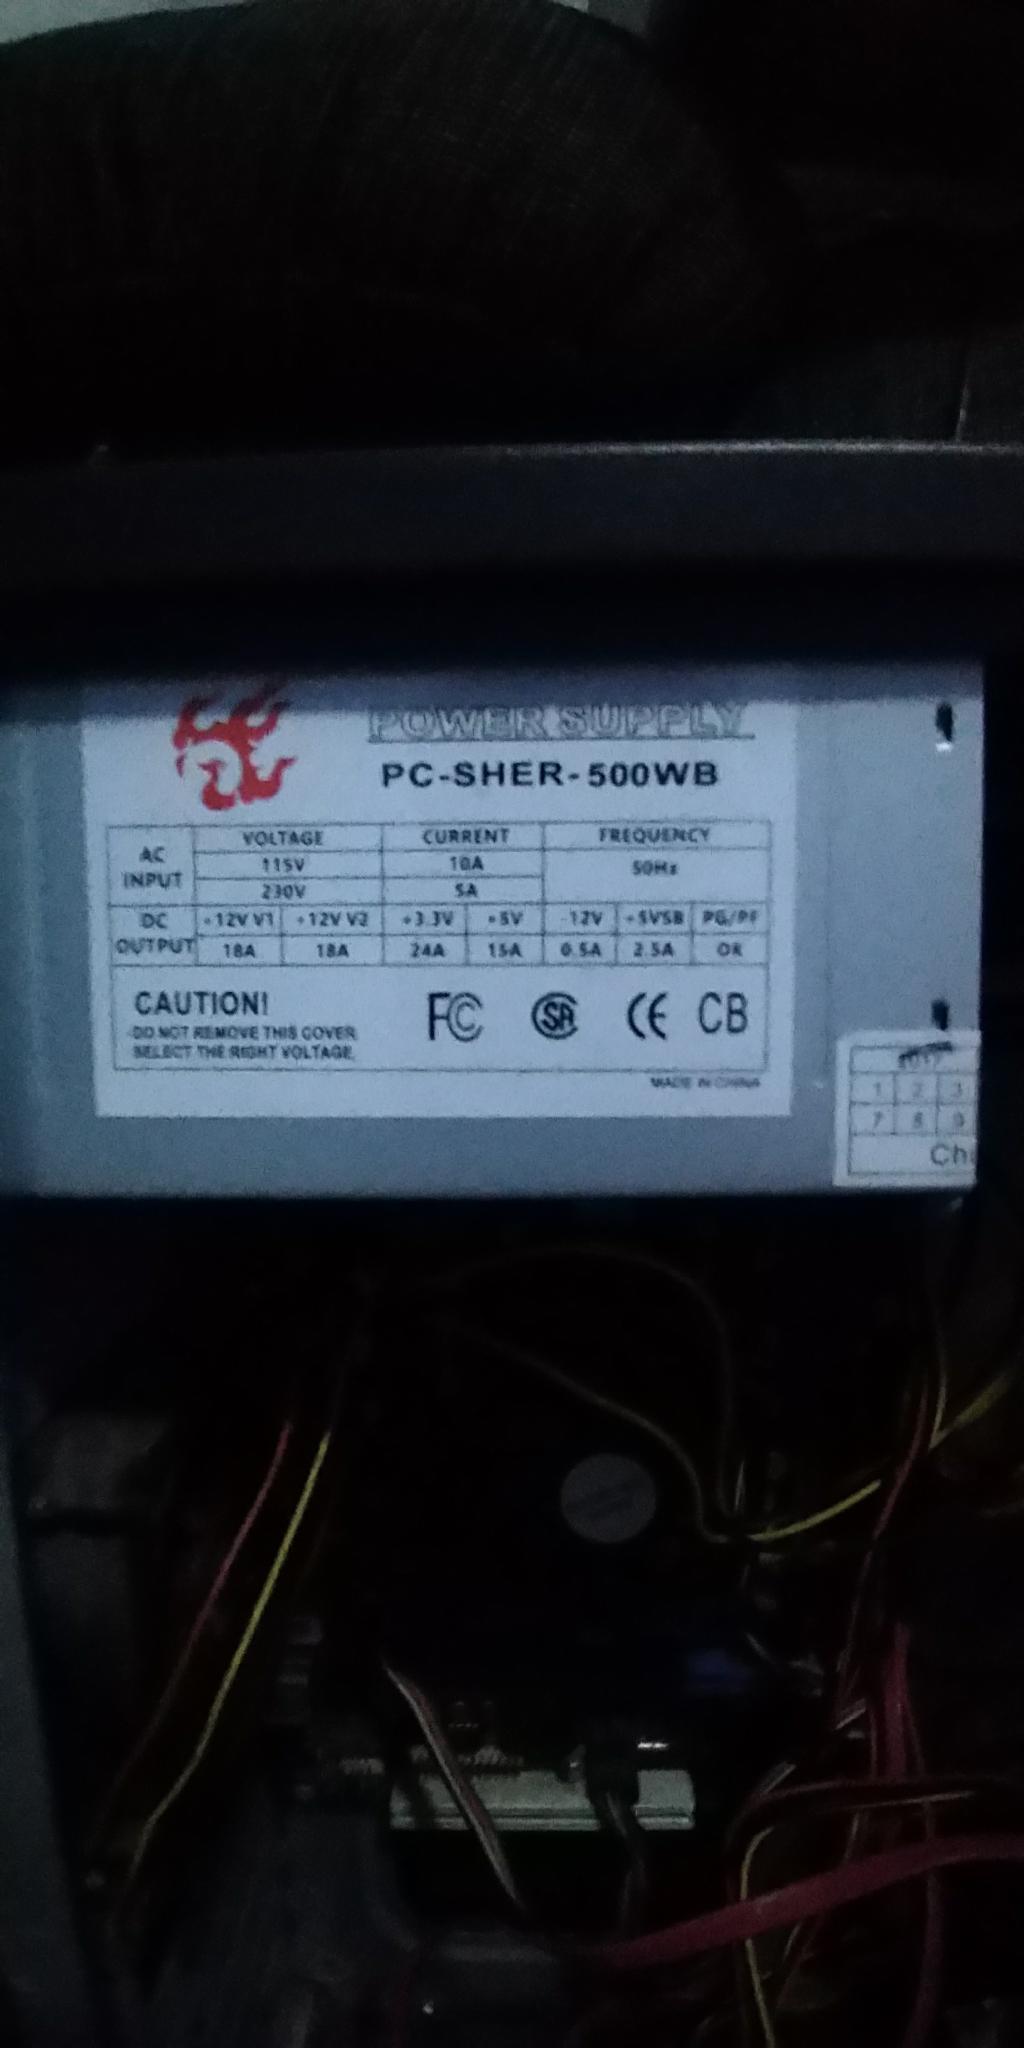 POWER SUPPLY
PC-SHER-500WB
AC INPUT VOLTAGE CURRENT FREQUENCY
115V 10A 50Hz
230V 5A
DC OUTPUT +12V V1 +12V V2 +3.3V +5V -12V +5VSB PG/PF
18A 18A 24A 15A 0.5A 2.5A OK
CAUTION!
DO NOT REMOVE THIS COVER
SELECT THE RIGHT VOLTAGE.
FC CE CB
MADE IN CHINA
2017
1 2 3
7 8 9
Ch